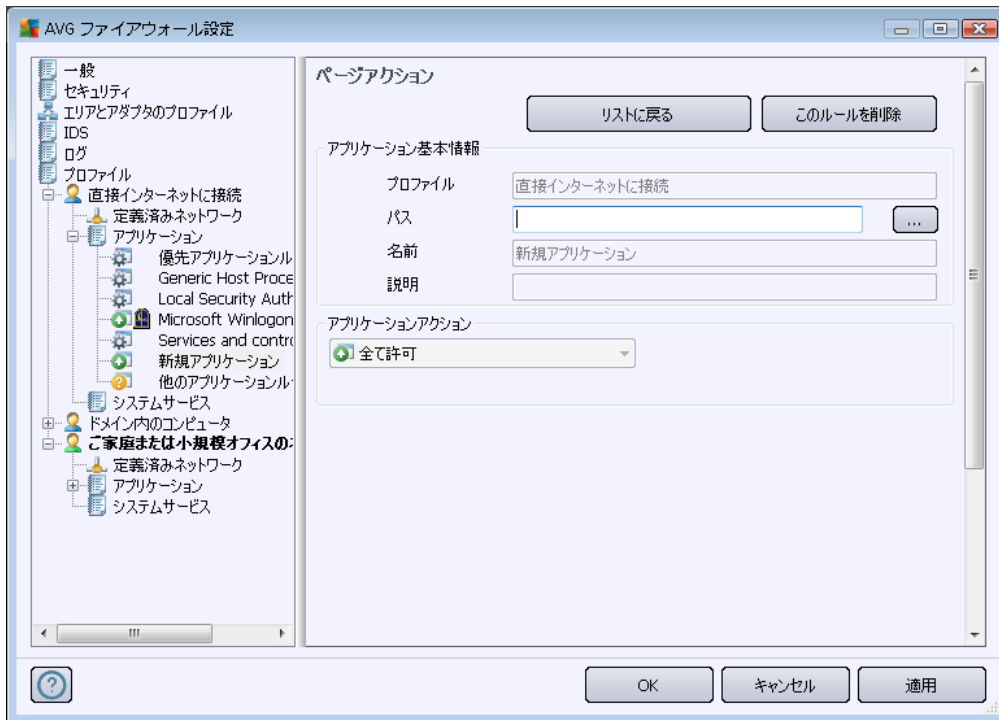 AVG ファイアウォール設定
一般
セキュリティ
エリアとアダプタのプロファイル
IDS
ログ
プロファイル
直接インターネットに接続
定義済みネットワーク
アプリケーション
優先アプリケーションル
Generic Host Proce
Local Security Auth
Microsoft Winlogon
Services and contro
新規アプリケーション
他のアプリケーションル
システムサービス
ドメイン内のコンピュータ
ご家庭または小規模オフィスの
定義済みネットワーク
アプリケーション
システムサービス
ページアクション
リストに戻る
このルールを削除
アプリケーション基本情報
プロファイル
直接インターネットに接続
パス
...
名前
新規アプリケーション
説明
アプリケーションアクション
全て許可
OK
キャンセル
適用